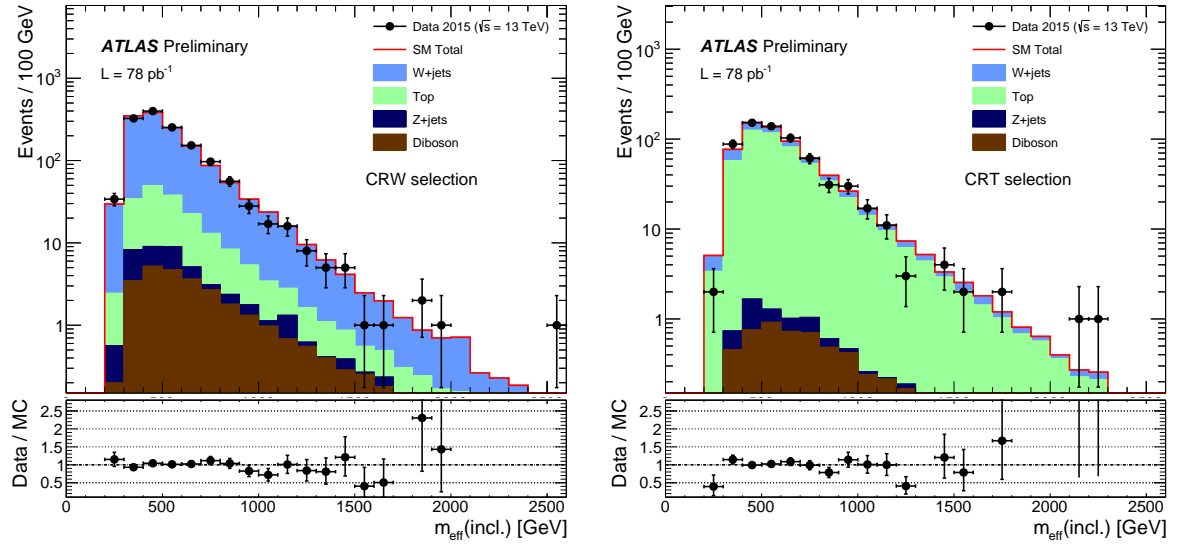 Events / 100 GeV
10³
10²
10
1
ATLAS Preliminary
L = 78 pb⁻¹
Data 2015 (√s = 13 TeV)
SM Total
W+jets
Top
Z+jets
Diboson
CRW selection
Data / MC
2.5
2
1.5
1
0.5
0 500 1000 1500 2000 2500
m_eff(incl.) [GeV]
Events / 100 GeV
10³
10²
10
1
ATLAS Preliminary
L = 78 pb⁻¹
Data 2015 (√s = 13 TeV)
SM Total
W+jets
Top
Z+jets
Diboson
CRT selection
Data / MC
2.5
2
1.5
1
0.5
0 500 1000 1500 2000 2500
m_eff(incl.) [GeV]